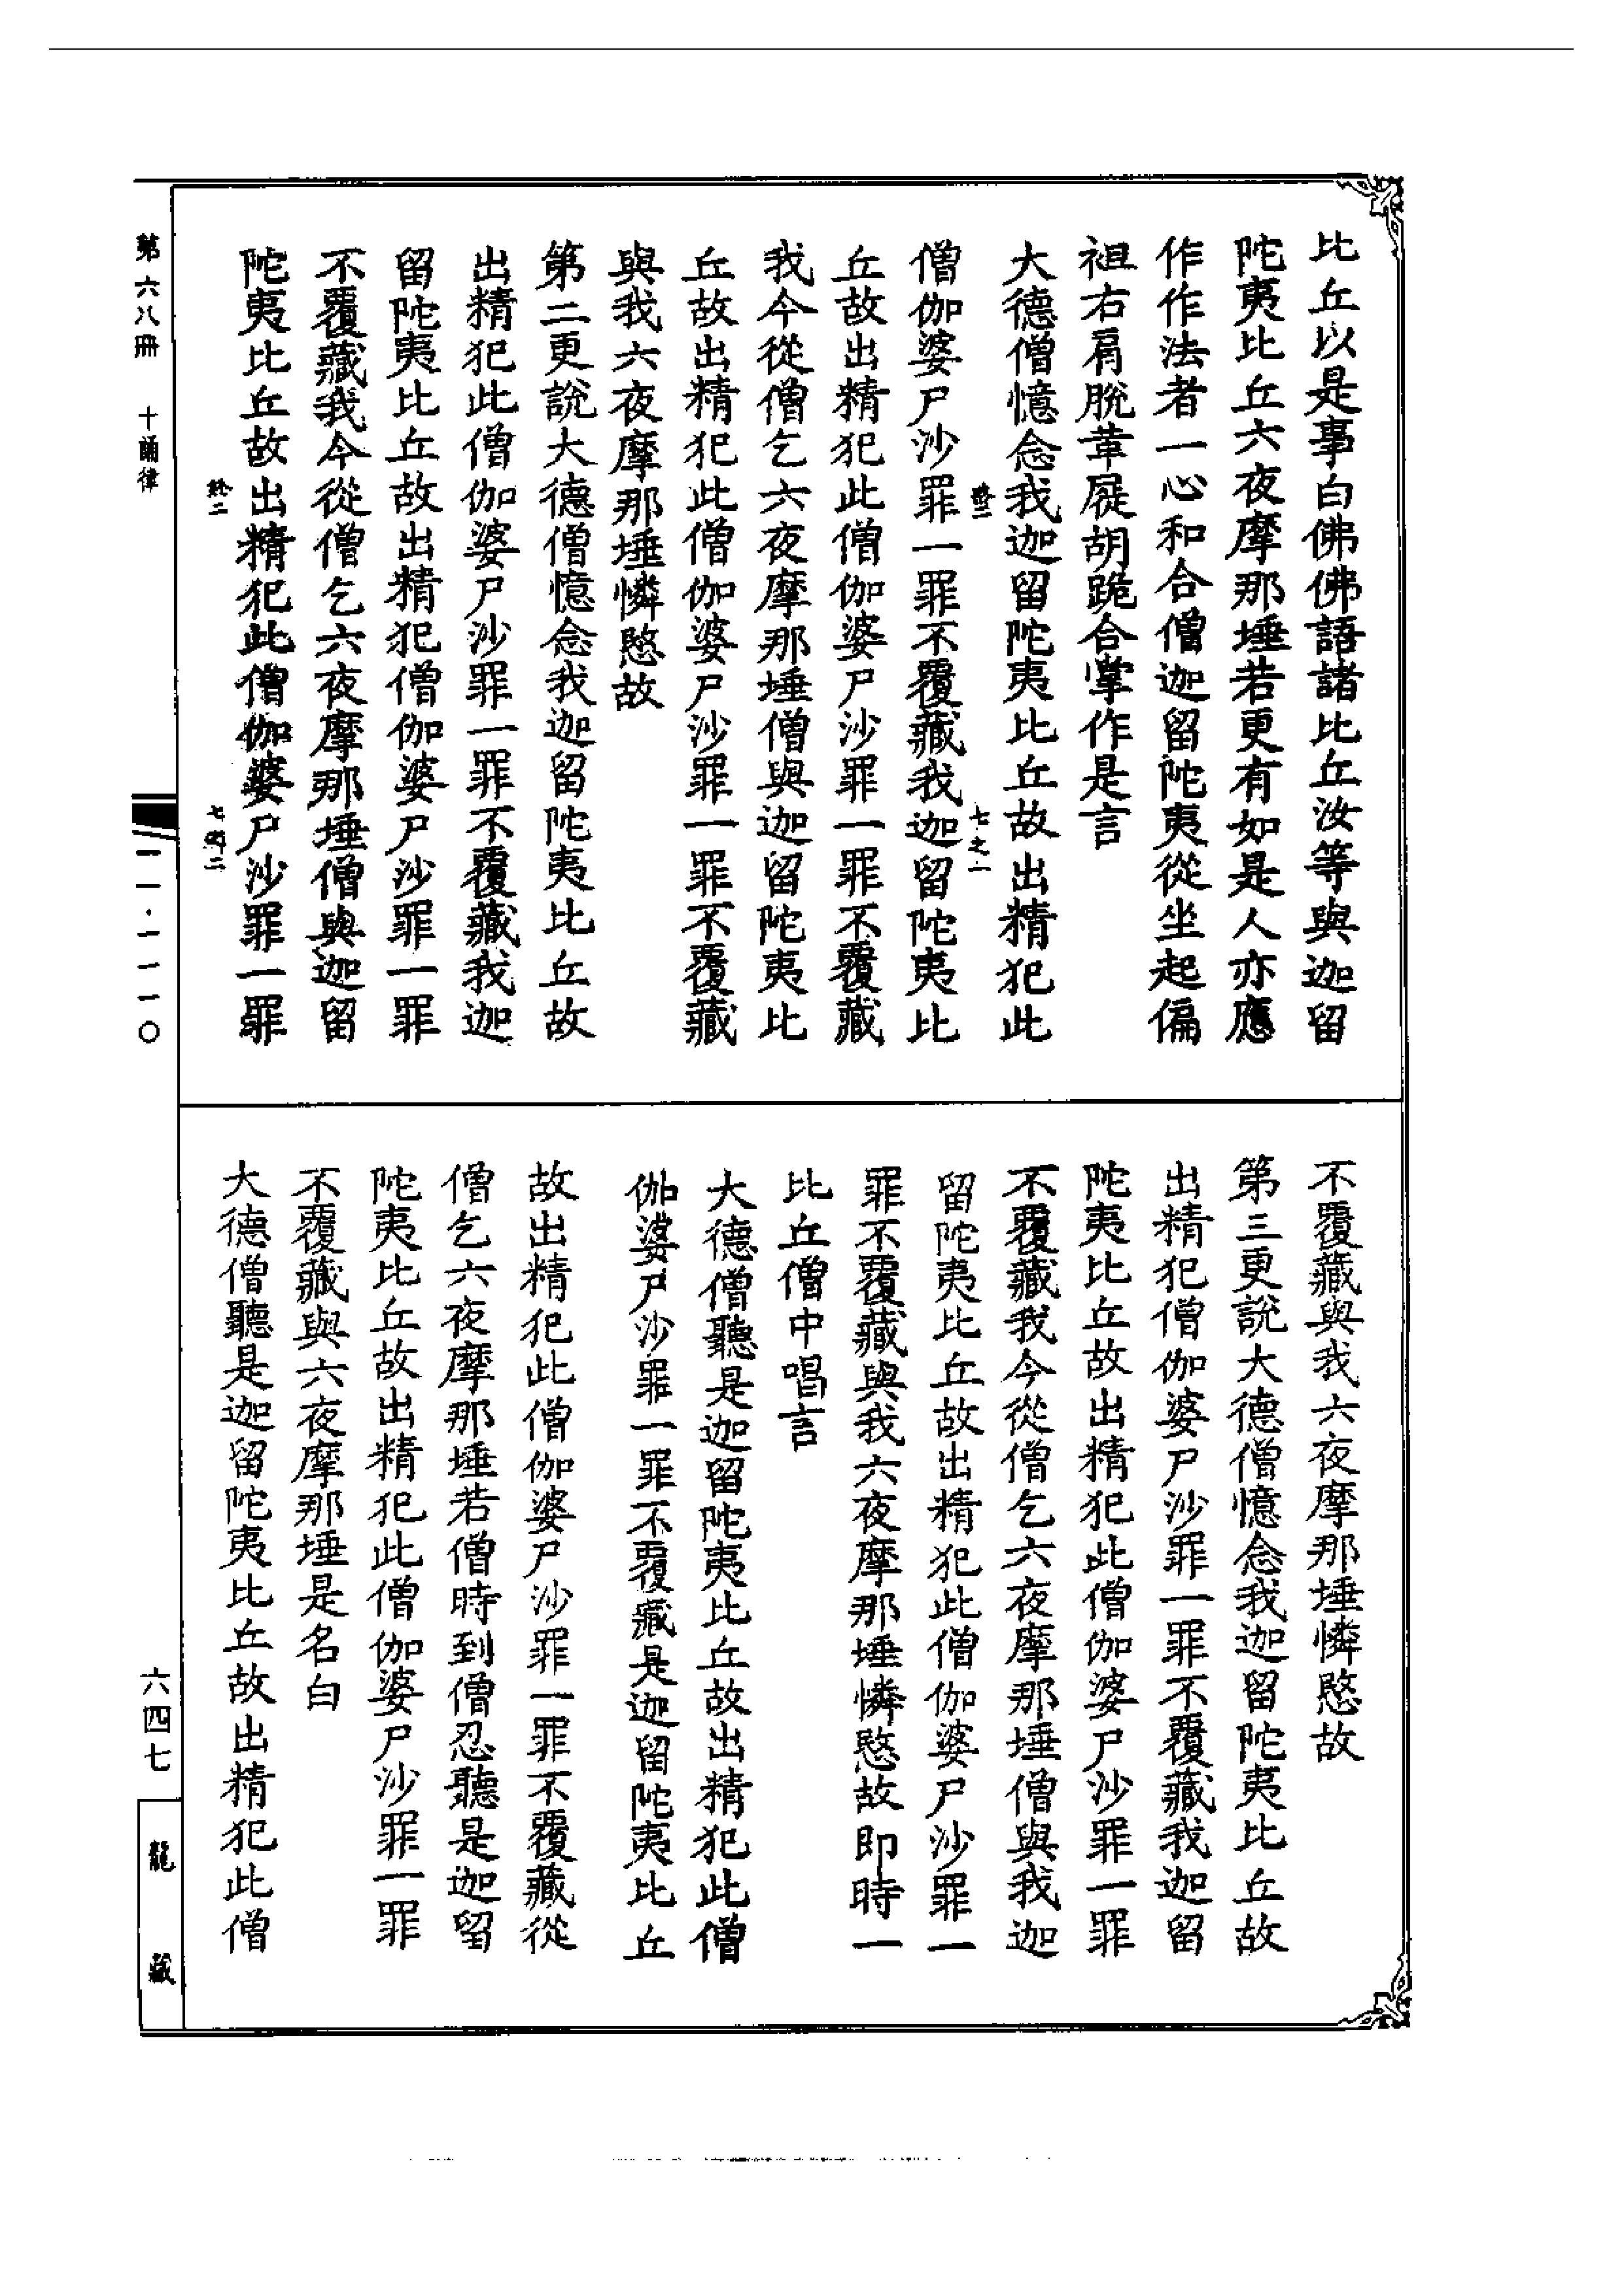 比丘以是事白佛佛語諸比丘汝等與迦留
陀夷比丘六夜摩那埵若更有如是人亦應
作作法者一心和合僧迦留陀夷從坐起偏
袒右肩脫革屣胡跪合掌作是言
大德僧憶念我迦留陀夷比丘故出精犯此
七之一
僧伽婆尸沙罪一罪不覆藏我迦留陀夷比
丘故出精犯此僧伽婆尸沙罪一罪不覆藏
我今從僧乞六夜摩那埵僧與迦留陀夷比
丘故出精犯此僧伽婆尸沙罪一罪不覆藏
與我六夜摩那埵憐愍故
第二更說大德僧憶念我迦留陀夷比丘故
出精犯此僧伽婆尸沙罪一罪不覆藏我迦
留陀夷比丘故出精犯僧伽婆尸沙罪一罪
不覆藏我今從僧乞六夜摩那埵僧與迦留
陀夷比丘故出精犯此僧伽婆尸沙罪一罪
不覆藏與我六夜摩那埵憐愍故
第三更說大德僧憶念我迦留陀夷比丘故
出精犯僧伽婆尸沙罪一罪不覆藏我迦留
陀夷比丘故出精犯此僧伽婆尸沙罪一罪
不覆藏我今從僧乞六夜摩那埵僧與我迦
留陀夷比丘故出精犯此僧伽婆尸沙罪一
罪不覆藏與我六夜摩那埵憐愍故即時一
比丘僧中唱言
大德僧聽是迦留陀夷比丘故出精犯此僧
伽婆尸沙罪一罪不覆藏是迦留陀夷比丘
故出精犯此僧伽婆尸沙罪一罪不覆藏從
僧乞六夜摩那埵若僧時到僧忍聽是迦留
陀夷比丘故出精犯此僧伽婆尸沙罪一罪
不覆藏與六夜摩那埵是名白
大德僧聽是迦留陀夷比丘故出精犯此僧
第六八冊 十誦律
一一·一一一〇
六四七
龍藏